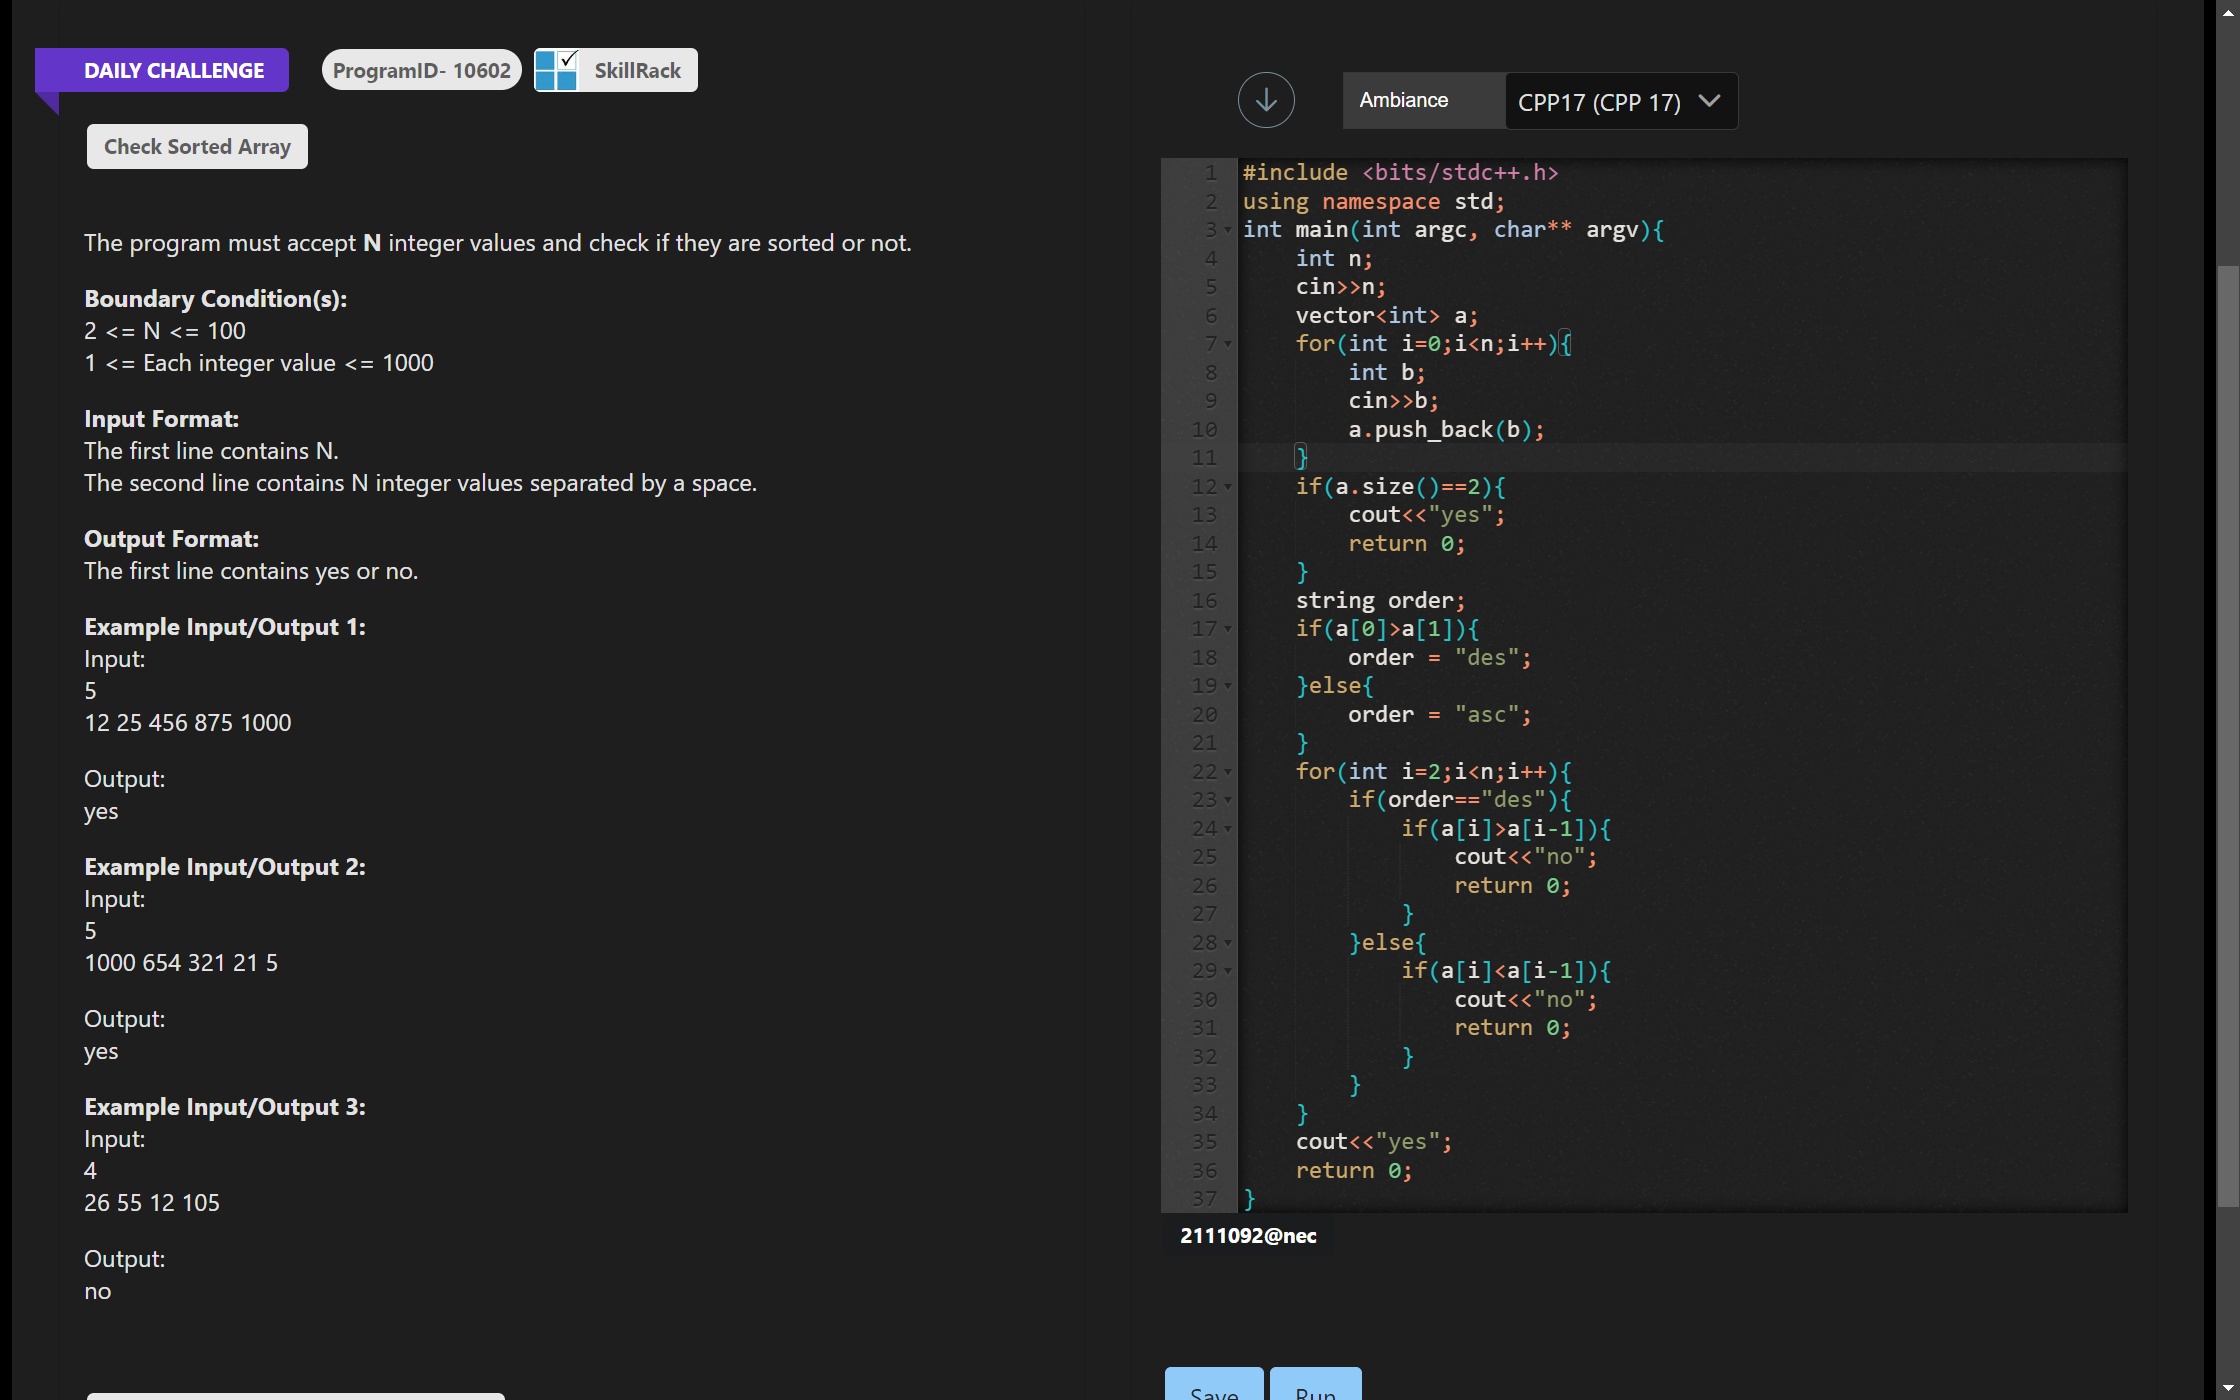 DAILY CHALLENGE
ProgramID- 10602
SkillRack
Check Sorted Array
The program must accept N integer values and check if they are sorted or not.
Boundary Condition(s):
2 <= N <= 100
1 <= Each integer value <= 1000
Input Format:
The first line contains N.
The second line contains N integer values separated by a space.
Output Format:
The first line contains yes or no.
Example Input/Output 1:
Input:
5
12 25 456 875 1000
Output:
yes
Example Input/Output 2:
Input:
5
1000 654 321 21 5
Output:
yes
Example Input/Output 3:
Input:
4
26 55 12 105
Output:
no
Ambiance
CPP17 (CPP 17)
1 #include <bits/stdc++.h>
2 using namespace std;
3 int main(int argc, char** argv){
4     int n;
5     cin>>n;
6     vector<int> a;
7     for(int i=0;i<n;i++){
8         int b;
9         cin>>b;
10         a.push_back(b);
11     }
12     if(a.size()==2){
13         cout<<"yes";
14         return 0;
15     }
16     string order;
17     if(a[0]>a[1]){
18         order = "des";
19     }else{
20         order = "asc";
21     }
22     for(int i=2;i<n;i++){
23         if(order=="des"){
24             if(a[i]>a[i-1]){
25                 cout<<"no";
26                 return 0;
27             }
28         }else{
29             if(a[i]<a[i-1]){
30                 cout<<"no";
31                 return 0;
32             }
33         }
34     }
35     cout<<"yes";
36     return 0;
37 }
2111092@nec
Save
Run